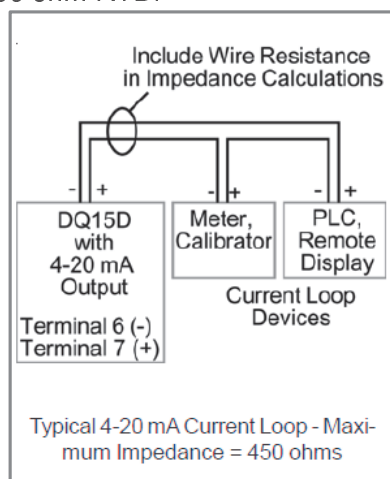 Include Wire Resistance
in Impedance Calculations
- +
- +
- +
DQ15D
with
4-20 mA
Output
Terminal 6 (-)
Terminal 7 (+)
Meter,
Calibrator
PLC,
Remote
Display
Current Loop
Devices
Typical 4-20 mA Current Loop - Maxi-
mum Impedance = 450 ohms